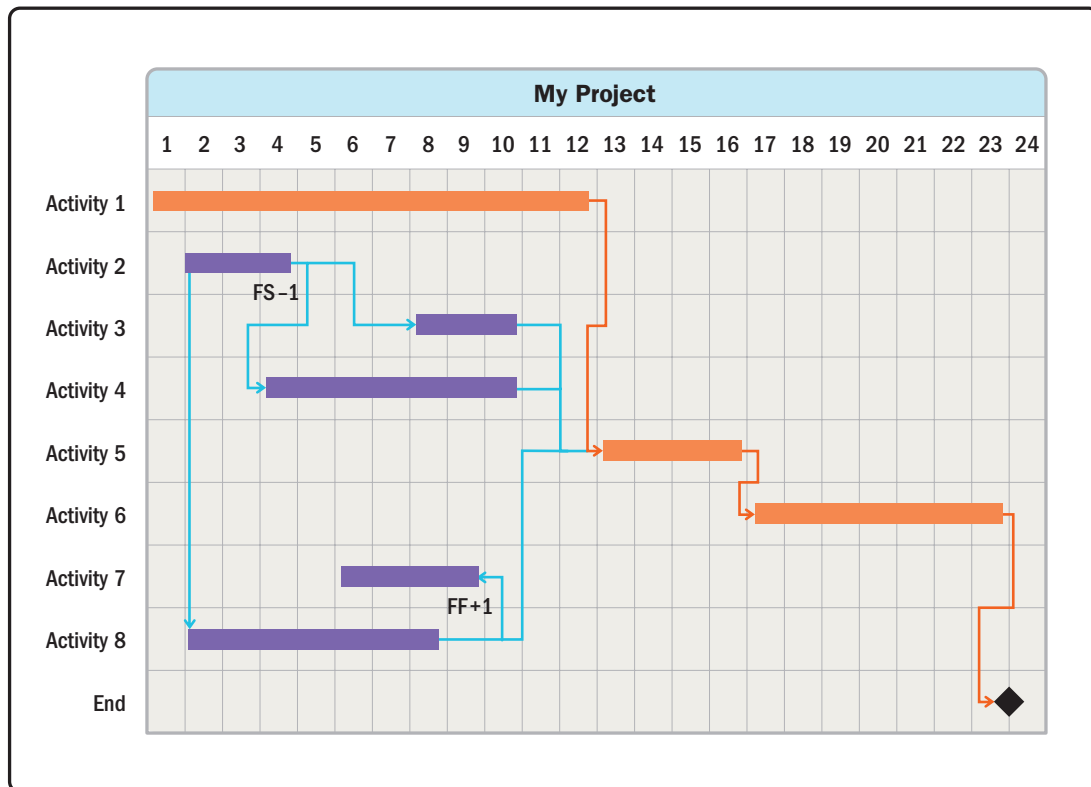 My Project
1 2 3 4 5 6 7 8 9 10 11 12 13 14 15 16 17 18 19 20 21 22 23 24
Activity 1
Activity 2
FS–1
Activity 3
Activity 4
Activity 5
Activity 6
Activity 7
FF+1
Activity 8
End